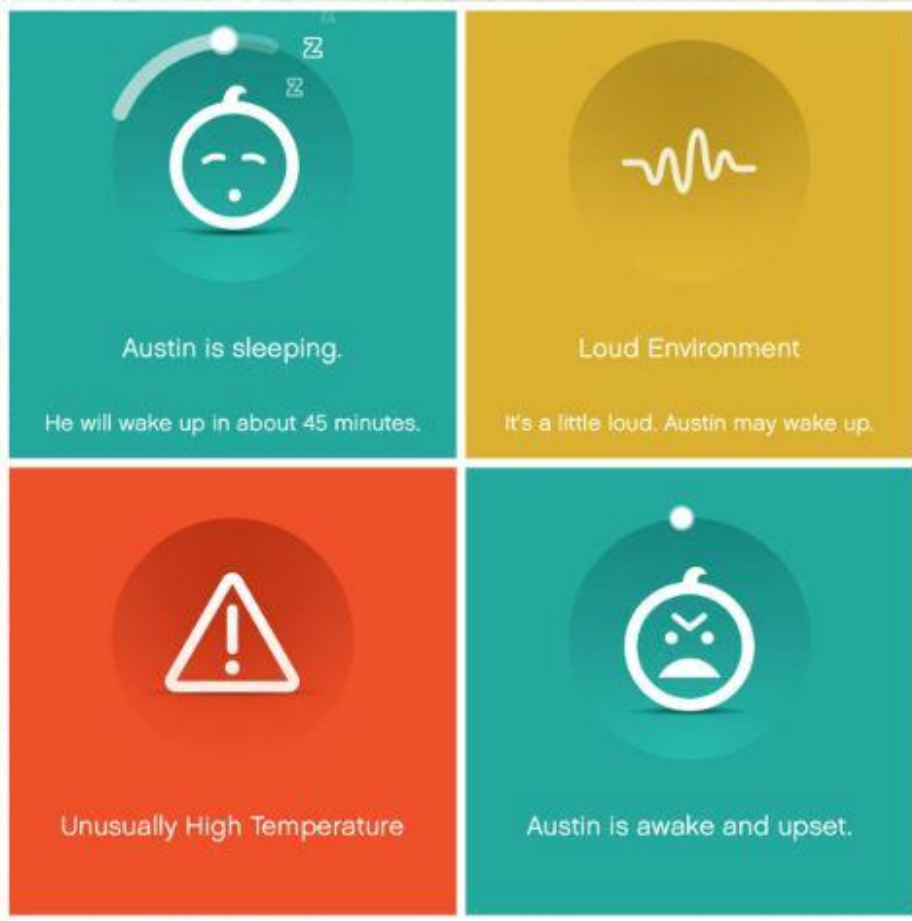 Z
Z
Z
Austin is sleeping.
He will wake up in about 45 minutes.
Loud Environment
It's a little loud. Austin may wake up.
Unusually High Temperature
Austin is awake and upset.